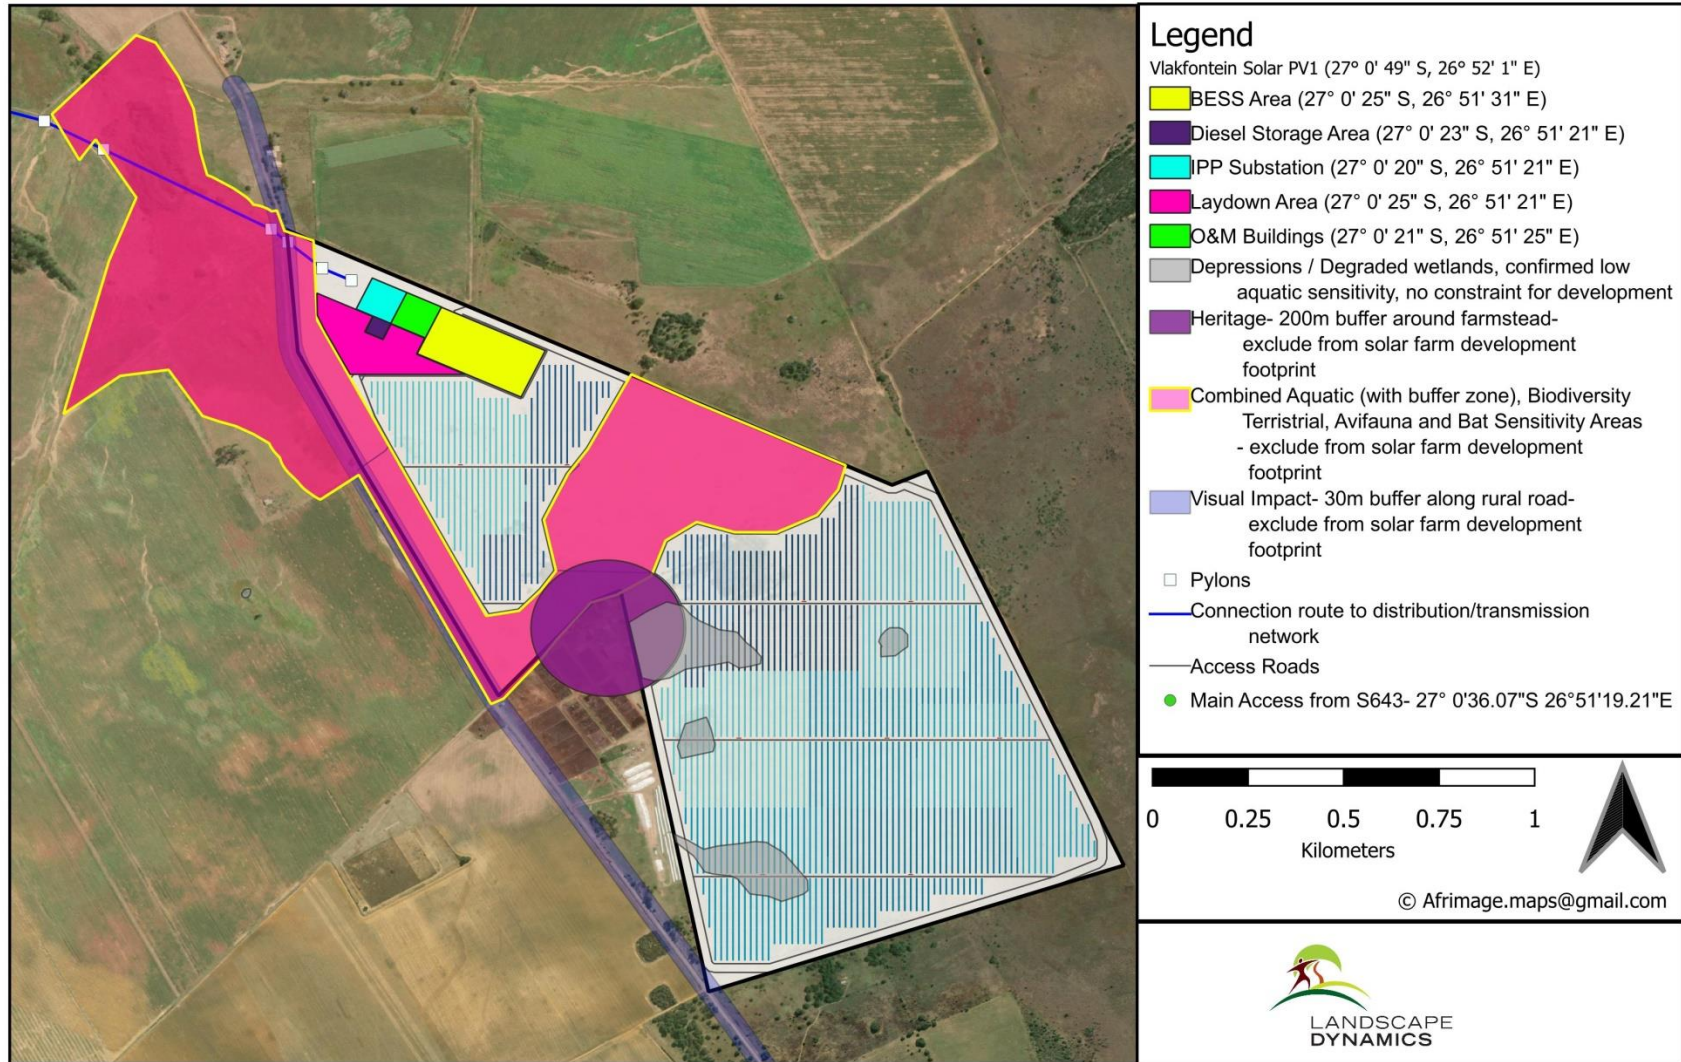 Legend
Vlakfontein Solar PV1 (27° 0' 49" S, 26° 52' 1" E)
BESS Area (27° 0' 25" S, 26° 51' 31" E)
Diesel Storage Area (27° 0' 23" S, 26° 51' 21" E)
IPP Substation (27° 0' 20" S, 26° 51' 21" E)
Laydown Area (27° 0' 25" S, 26° 51' 21" E)
O&M Buildings (27° 0' 21" S, 26° 51' 25" E)
Depressions / Degraded wetlands, confirmed low
aquatic sensitivity, no constraint for development
Heritage- 200m buffer around farmstead-
exclude from solar farm development
footprint
Combined Aquatic (with buffer zone), Biodiversity
Terristrial, Avifauna and Bat Sensitivity Areas
- exclude from solar farm development
footprint
Visual Impact- 30m buffer along rural road-
exclude from solar farm development
footprint
Pylons
Connection route to distribution/transmission
network
Access Roads
Main Access from S643- 27° 0'36.07"S 26°51'19.21"E
0 0.25 0.5 0.75 1
Kilometers
© Afrimage.maps@gmail.com
LANDSCAPE
DYNAMICS